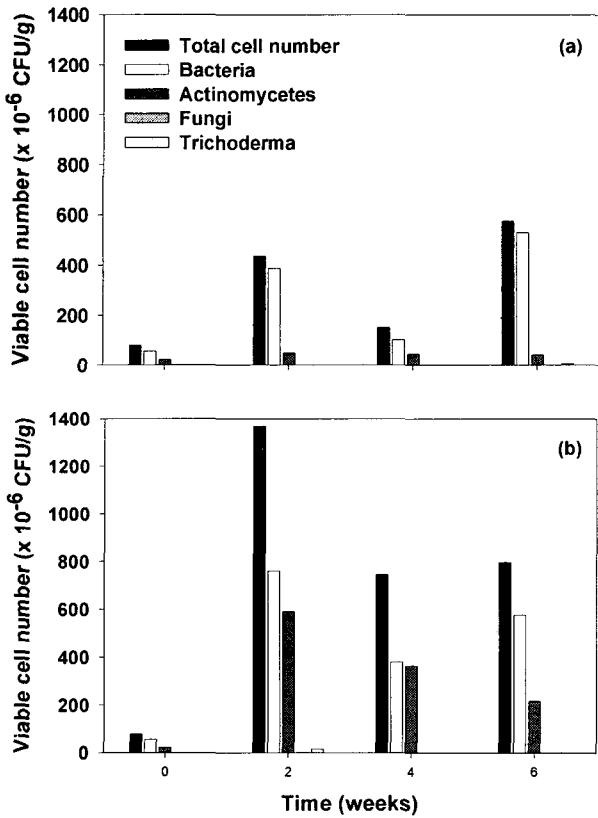 1400
1200
1000
800
600
400
200
0
Viable cell number (x 10⁻⁶ CFU/g)
Total cell number
Bacteria
Actinomycetes
Fungi
Trichoderma
(a)
1400
1200
1000
800
600
400
200
0
Viable cell number (x 10⁻⁶ CFU/g)
(b)
0 2 4 6
Time (weeks)